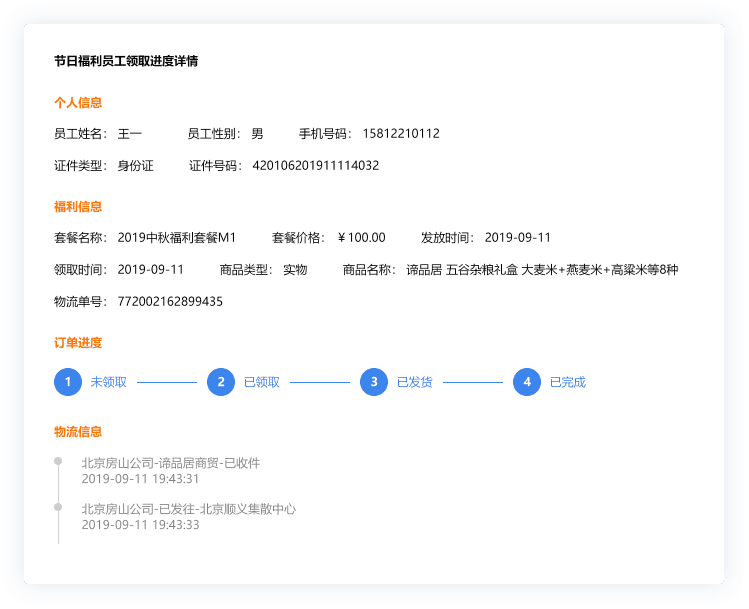 节日福利员工领取进度详情
个人信息
员工姓名： 王一 员工性别： 男 手机号码： 15812210112
证件类型： 身份证 证件号码： 420106201911114032
福利信息
套餐名称： 2019中秋福利套餐M1 套餐价格： ￥100.00 发放时间： 2019-09-11
领取时间： 2019-09-11 商品类型： 实物 商品名称： 谛品居 五谷杂粮礼盒 大麦米+燕麦米+高粱米等8种
物流单号： 772002162899435
订单进度
1 未领取 2 已领取 3 已发货 4 已完成
物流信息
北京房山公司-谛品居商贸-已收件
2019-09-11 19:43:31
北京房山公司-已发往-北京顺义集散中心
2019-09-11 19:43:33